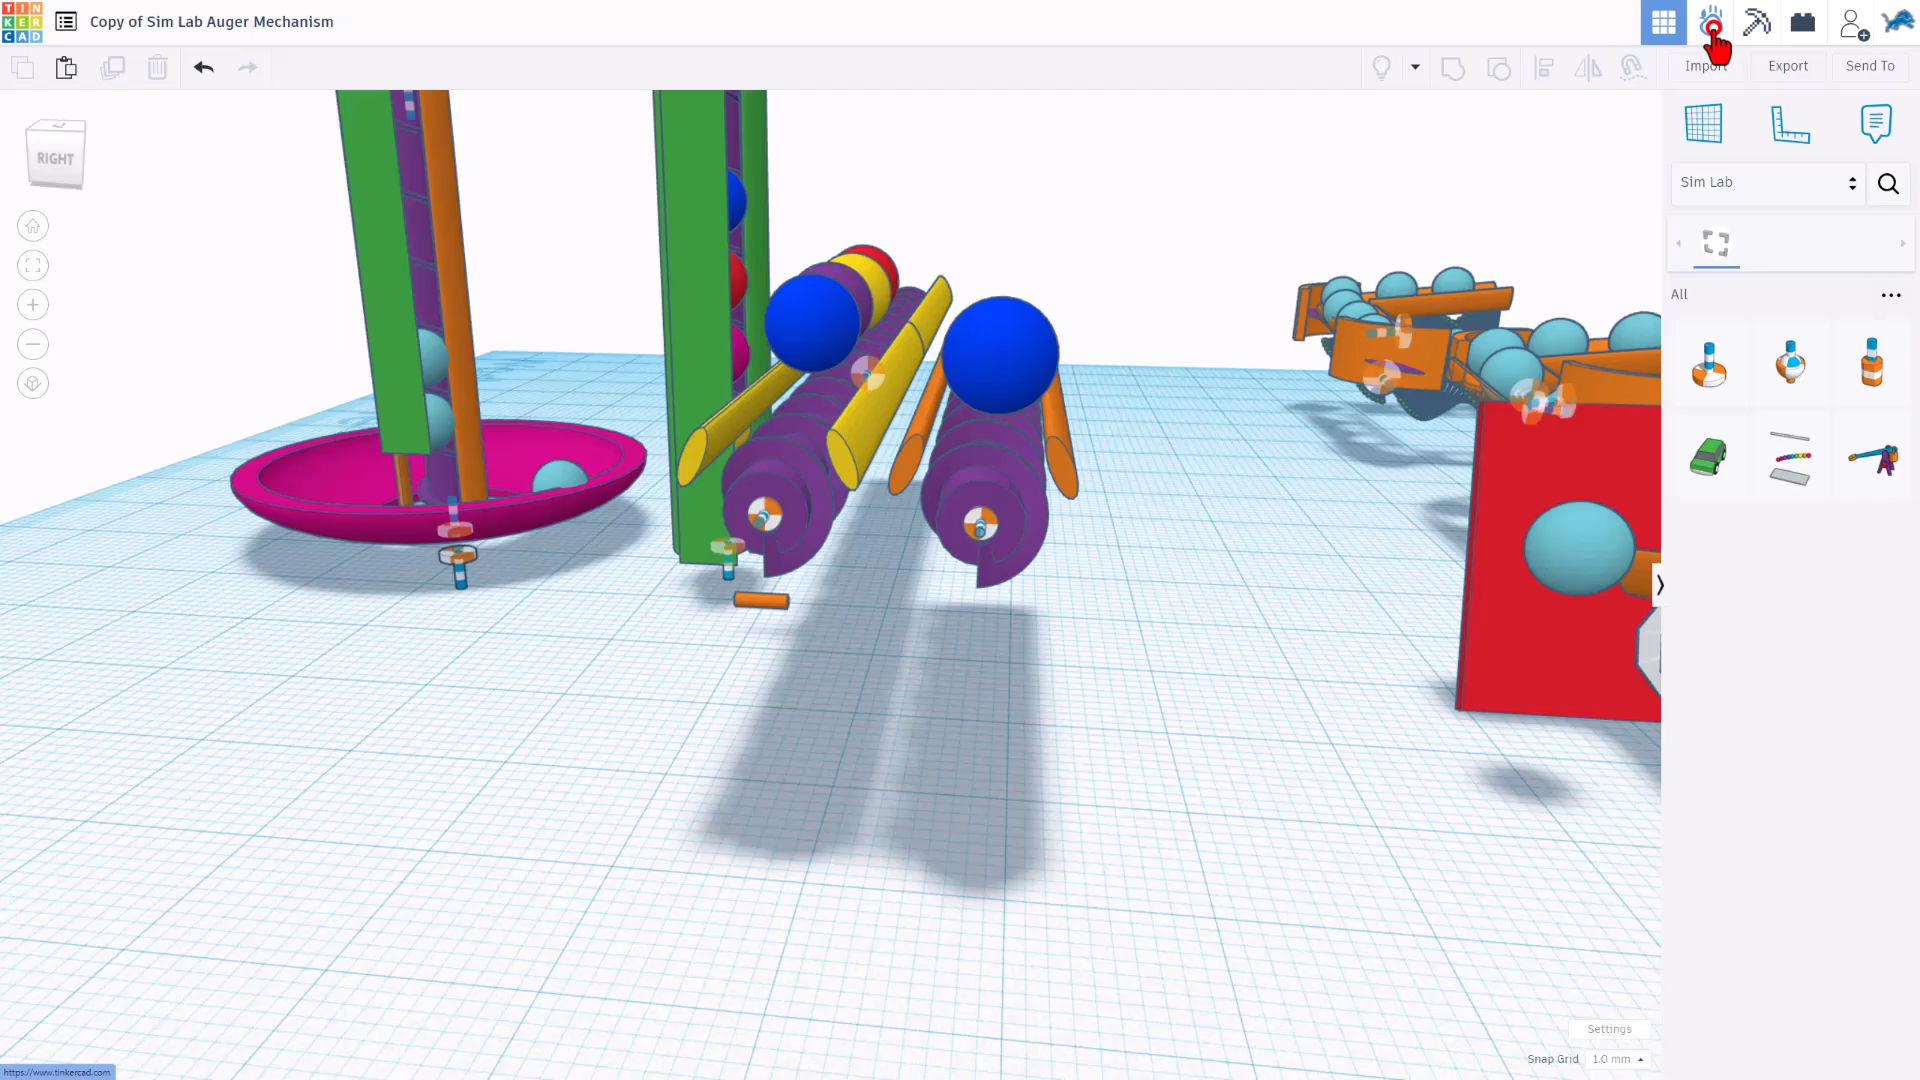 TIN
KER
CAD
Copy of Sim Lab Auger Mechanism
Import
Export
Send To
RIGHT
Sim Lab
All
Settings
Snap Grid
1.0 mm
https://www.tinkercad.com